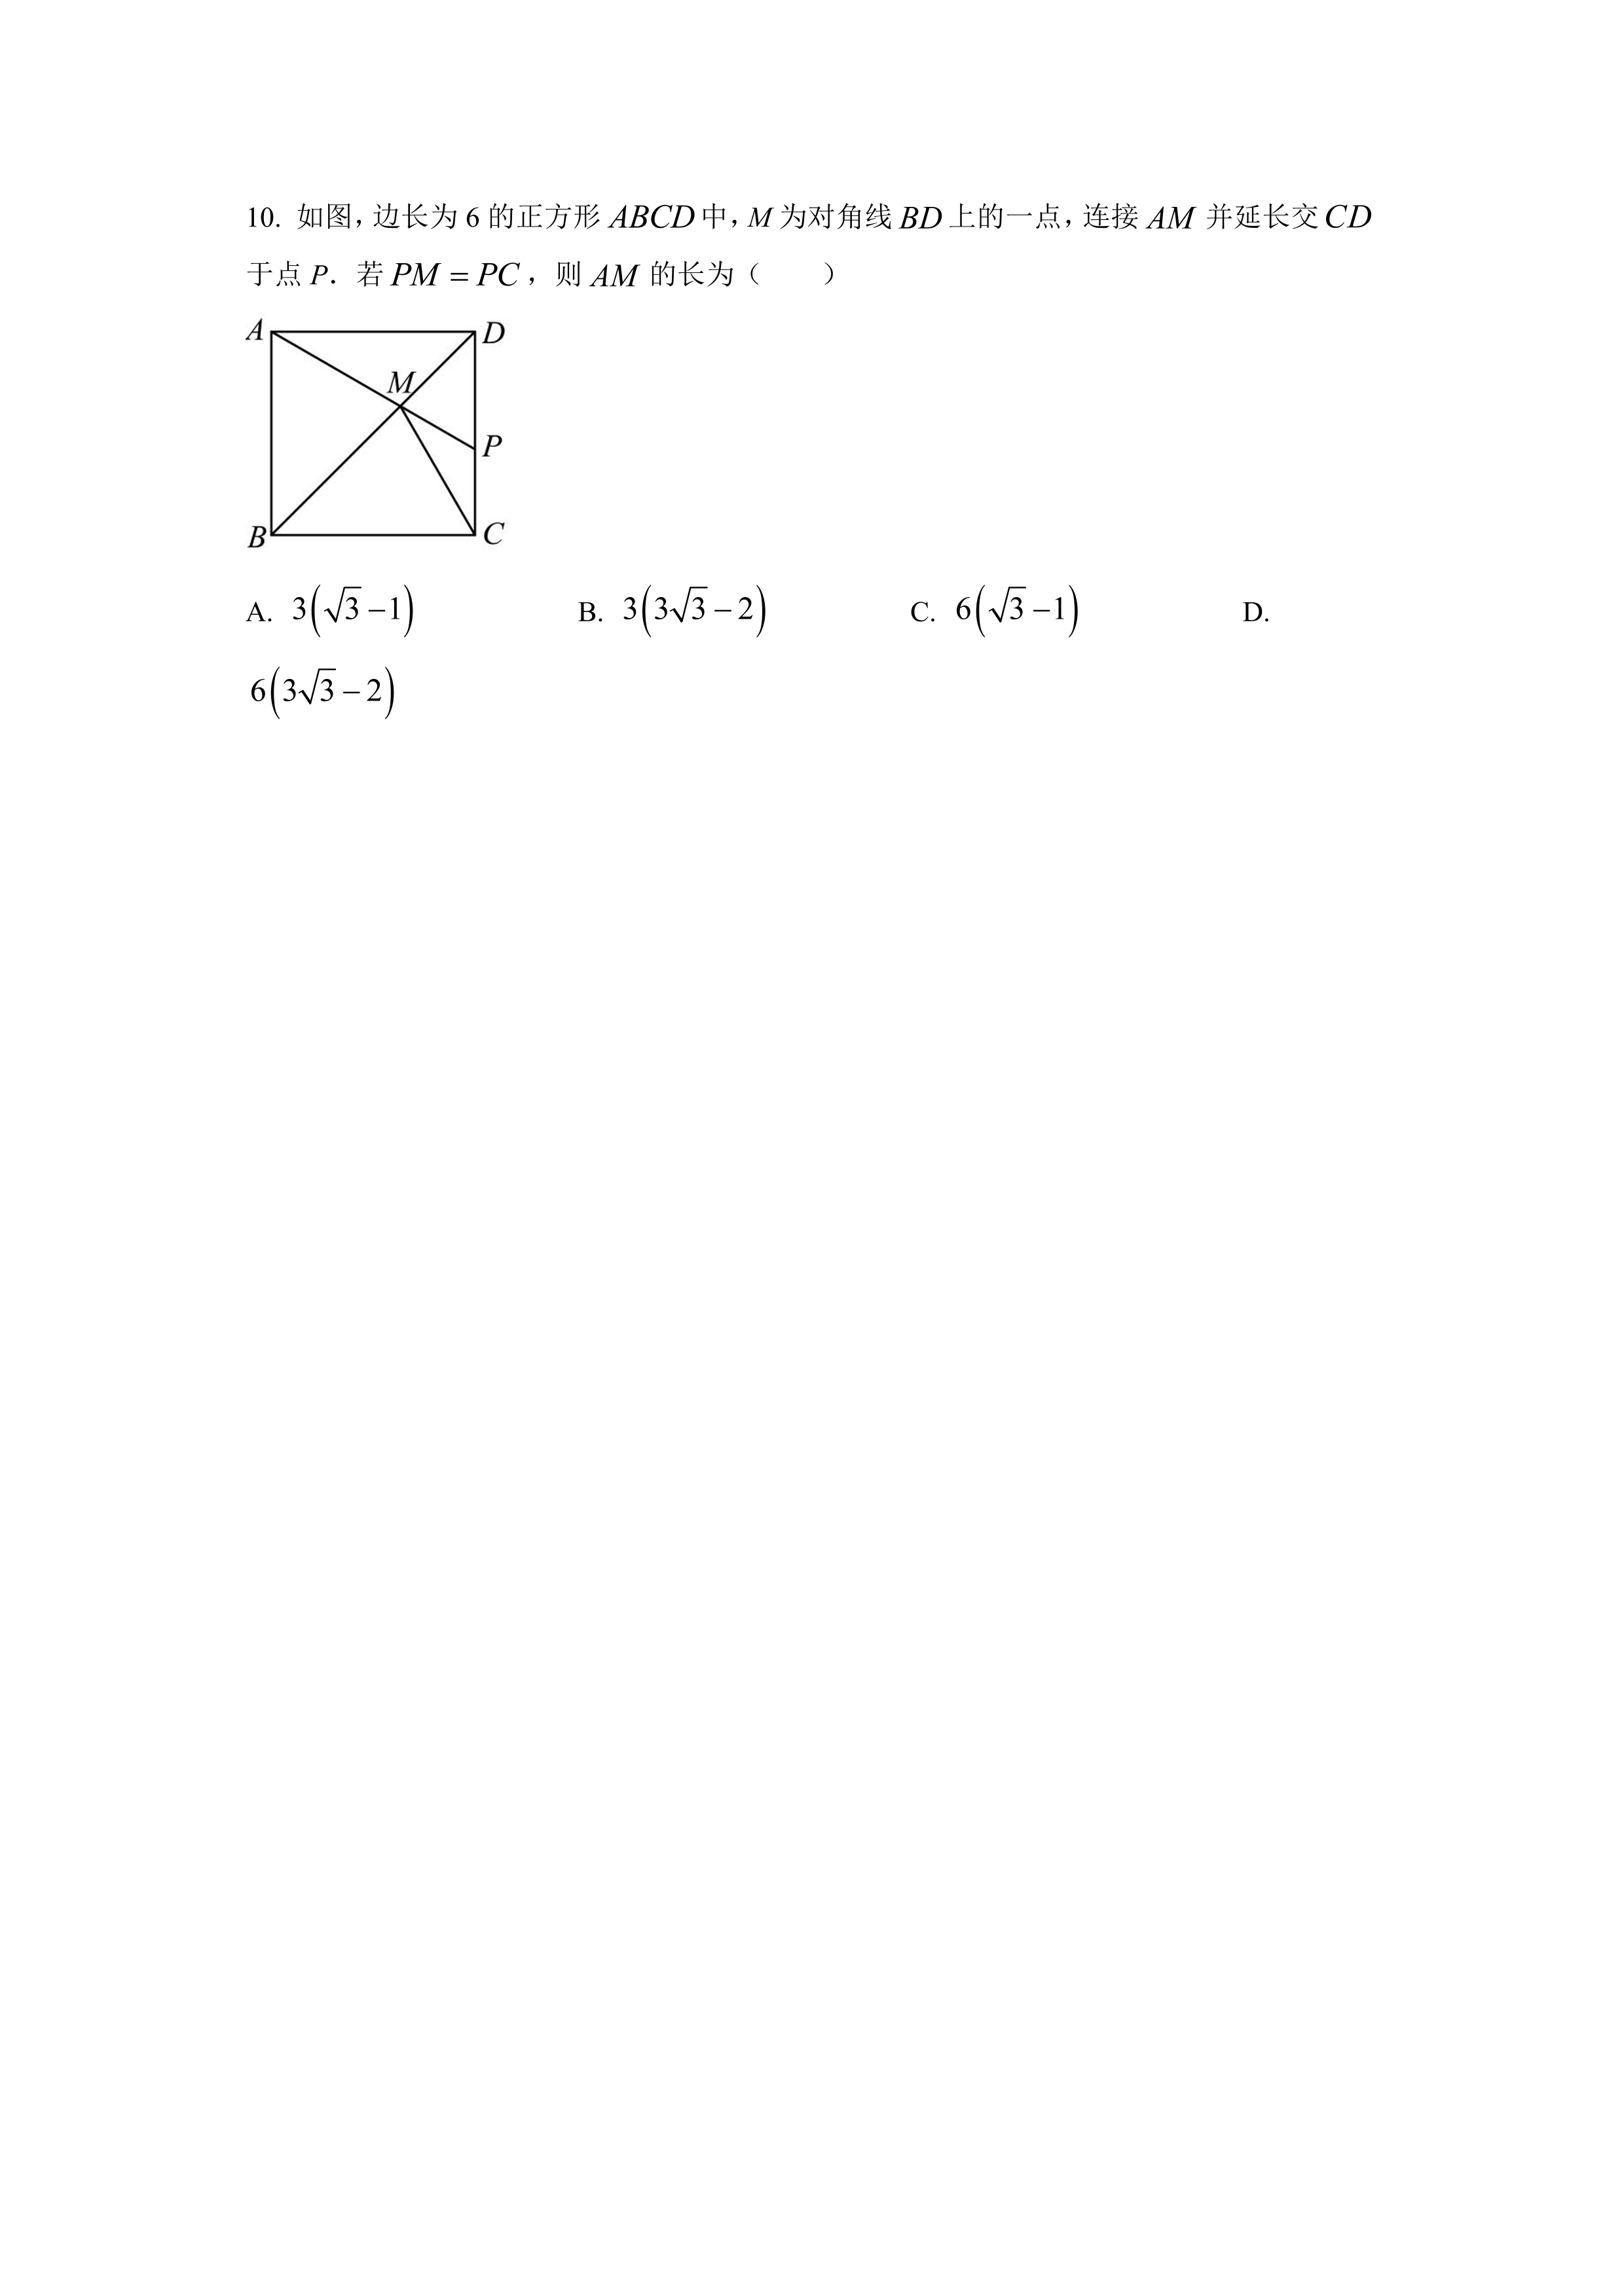 10. 如图，边长为 6 的正方形 ABCD 中，M 为对角线 BD 上的一点，连接 AM 并延长交 CD
于点 P．若 PM = PC，则 AM 的长为（　　）
A
D
M
P
B
C
A. 3(√3−1) B. 3(3√3−2) C. 6(√3−1) D.
6(3√3−2)